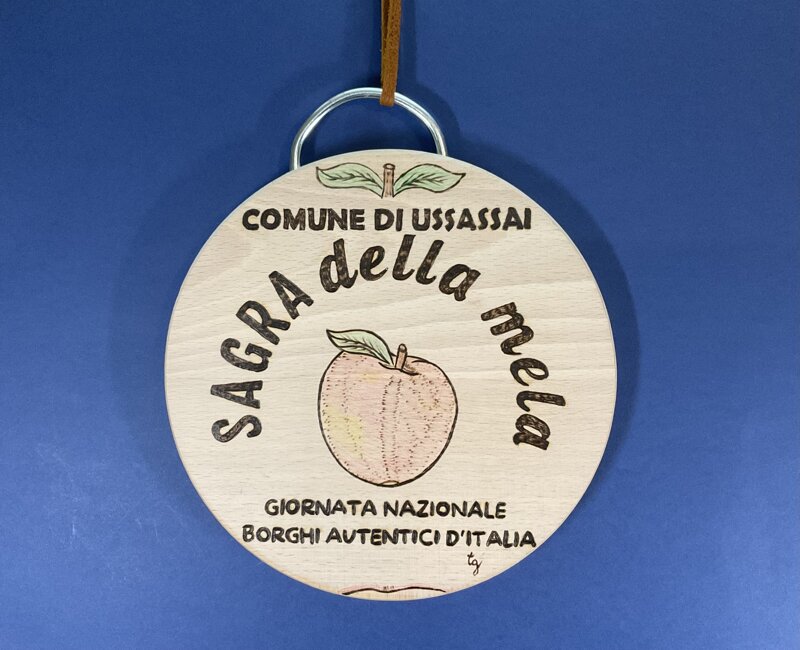 COMUNE DI USSASSAI
SAGRA della mela
GIORNATA NAZIONALE
BORGHI AUTENTICI D'ITALIA
tg